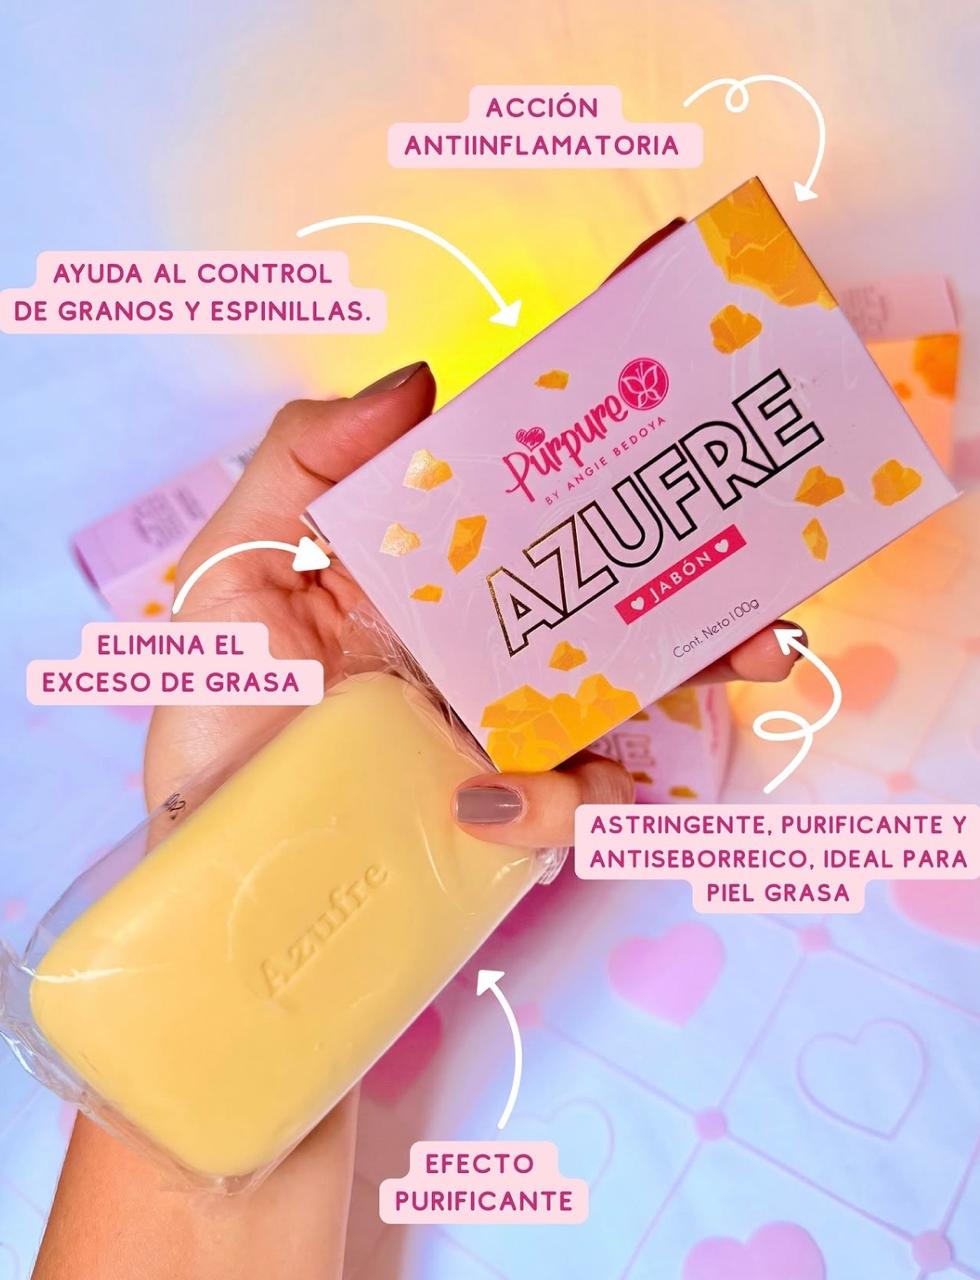 ACCIÓN
ANTIINFLAMATORIA
AYUDA AL CONTROL
DE GRANOS Y ESPINILLAS.
Púrpure
BY ANGIE BEDOYA
AZUFRE
JABÓN
Cont. Neto 100g
ELIMINA EL
EXCESO DE GRASA
ASTRINGENTE, PURIFICANTE Y
ANTISEBORREICO, IDEAL PARA
PIEL GRASA
Azufre
EFECTO
PURIFICANTE